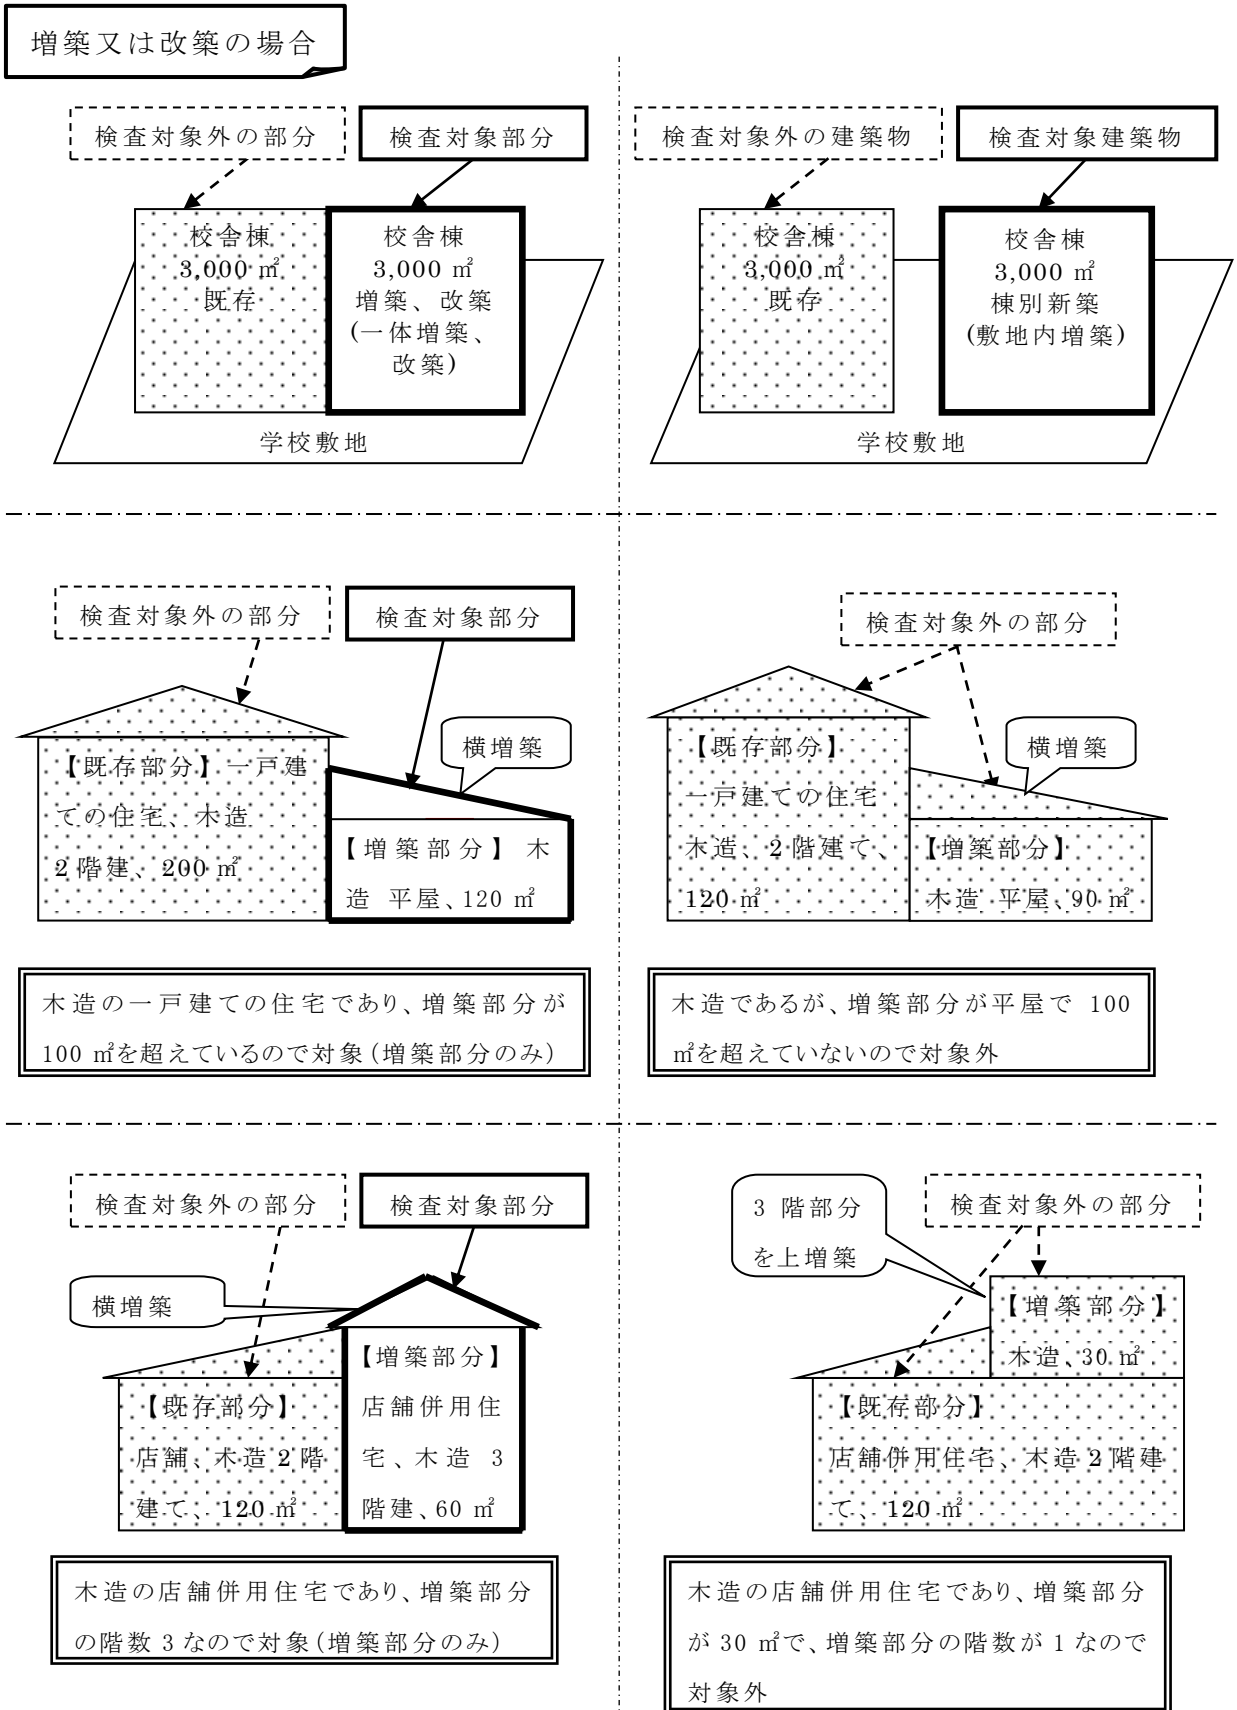 増築又は改築の場合
検査対象外の部分
検査対象部分
校舎棟
3,000 ㎡
既存
校舎棟
3,000 ㎡
増築、改築
(一体増築、
改築)
学校敷地
検査対象外の建築物
検査対象建築物
校舎棟
3,000 ㎡
既存
校舎棟
3,000 ㎡
棟別新築
(敷地内増築)
学校敷地
検査対象外の部分
検査対象部分
横増築
【既存部分】一戸建
ての住宅、木造
2 階建、200 ㎡
【増築部分】 木
造 平屋、120 ㎡
木造の一戸建ての住宅であり、増築部分が
100 ㎡を超えているので対象(増築部分のみ)
検査対象外の部分
横増築
【既存部分】
一戸建ての住宅
木造、2 階建て、
120 ㎡
【増築部分】
木造 平屋、90 ㎡
木造であるが、増築部分が平屋で 100
㎡を超えていないので対象外
検査対象外の部分
検査対象部分
横増築
【既存部分】
店舗、木造 2 階
建て、120 ㎡
【増築部分】
店舗併用住
宅、木造 3
階建、60 ㎡
木造の店舗併用住宅であり、増築部分
の階数 3 なので対象(増築部分のみ)
3 階部分
を上増築
検査対象外の部分
【増築部分】
木造、30 ㎡
【既存部分】
店舗併用住宅、木造 2 階建
て、120 ㎡
木造の店舗併用住宅であり、増築部分
が 30 ㎡で、増築部分の階数が 1 なので
対象外